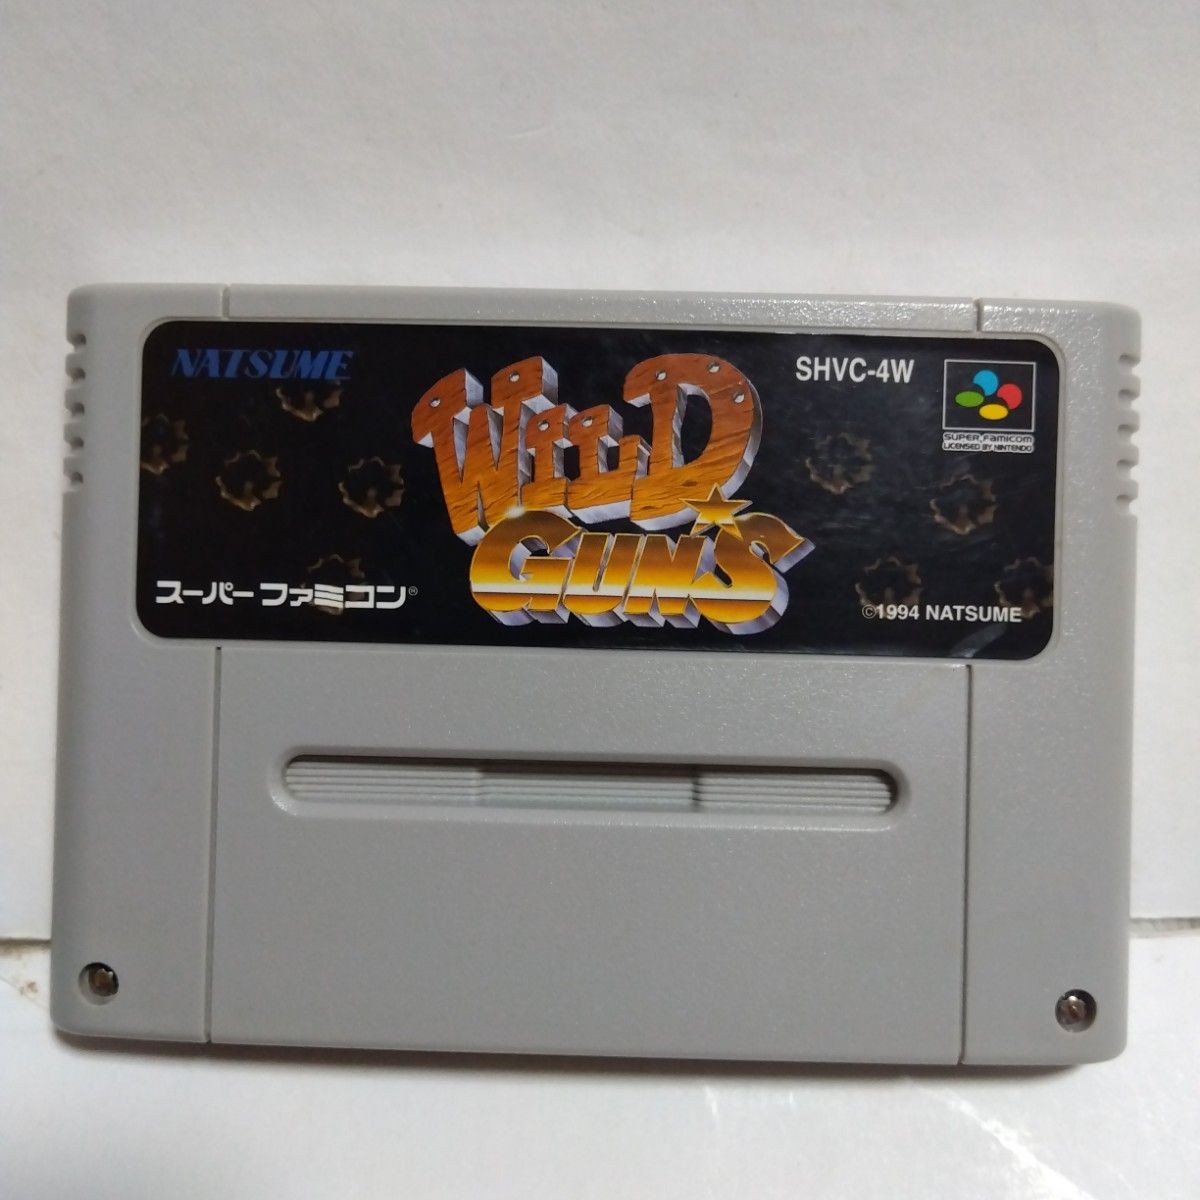 NATSUME
WILD
GUNS
SHVC-4W
SUPER FAMICOM
LICENSED BY NINTENDO
スーパーファミコン®
©1994 NATSUME